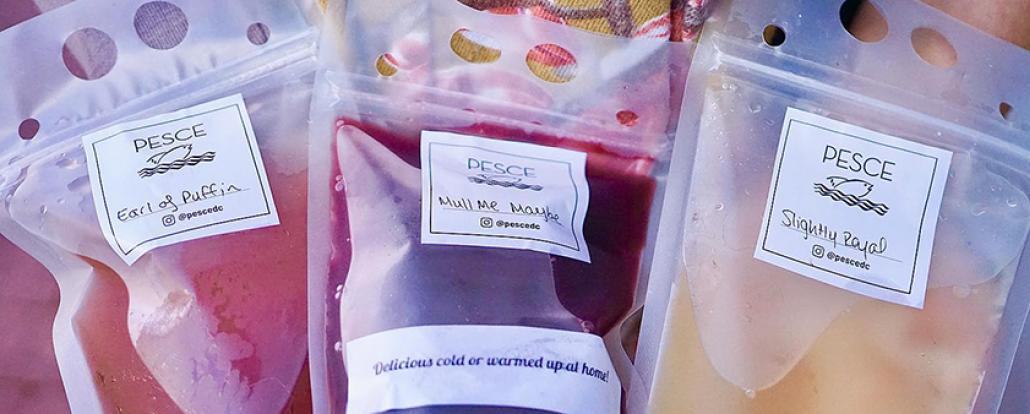 PESCE
Earl of Puffin
@pescedc
PESCE
Mull Me Maybe
@pescedc
Delicious cold or warmed up at home!
PESCE
Slightly Royal
@pescedc